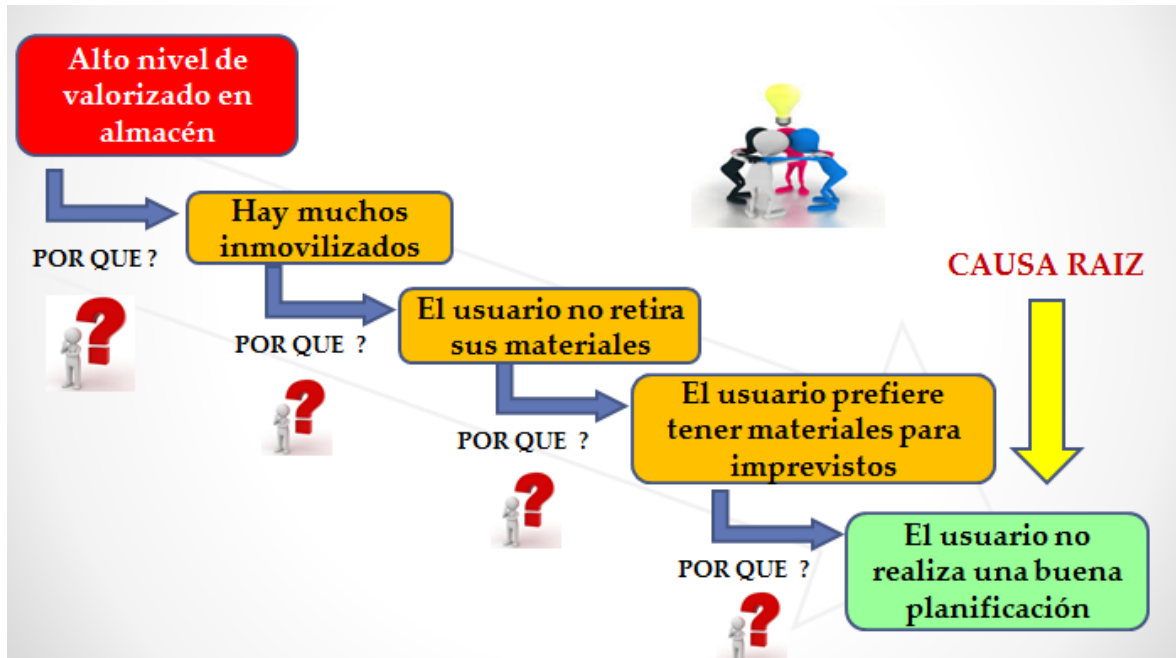 Alto nivel de
valorizado en
almacén
POR QUE ?
Hay muchos
inmovilizados
POR QUE ?
El usuario no retira
sus materiales
POR QUE ?
El usuario prefiere
tener materiales para
imprevistos
POR QUE ?
CAUSA RAIZ
El usuario no
realiza una buena
planificación